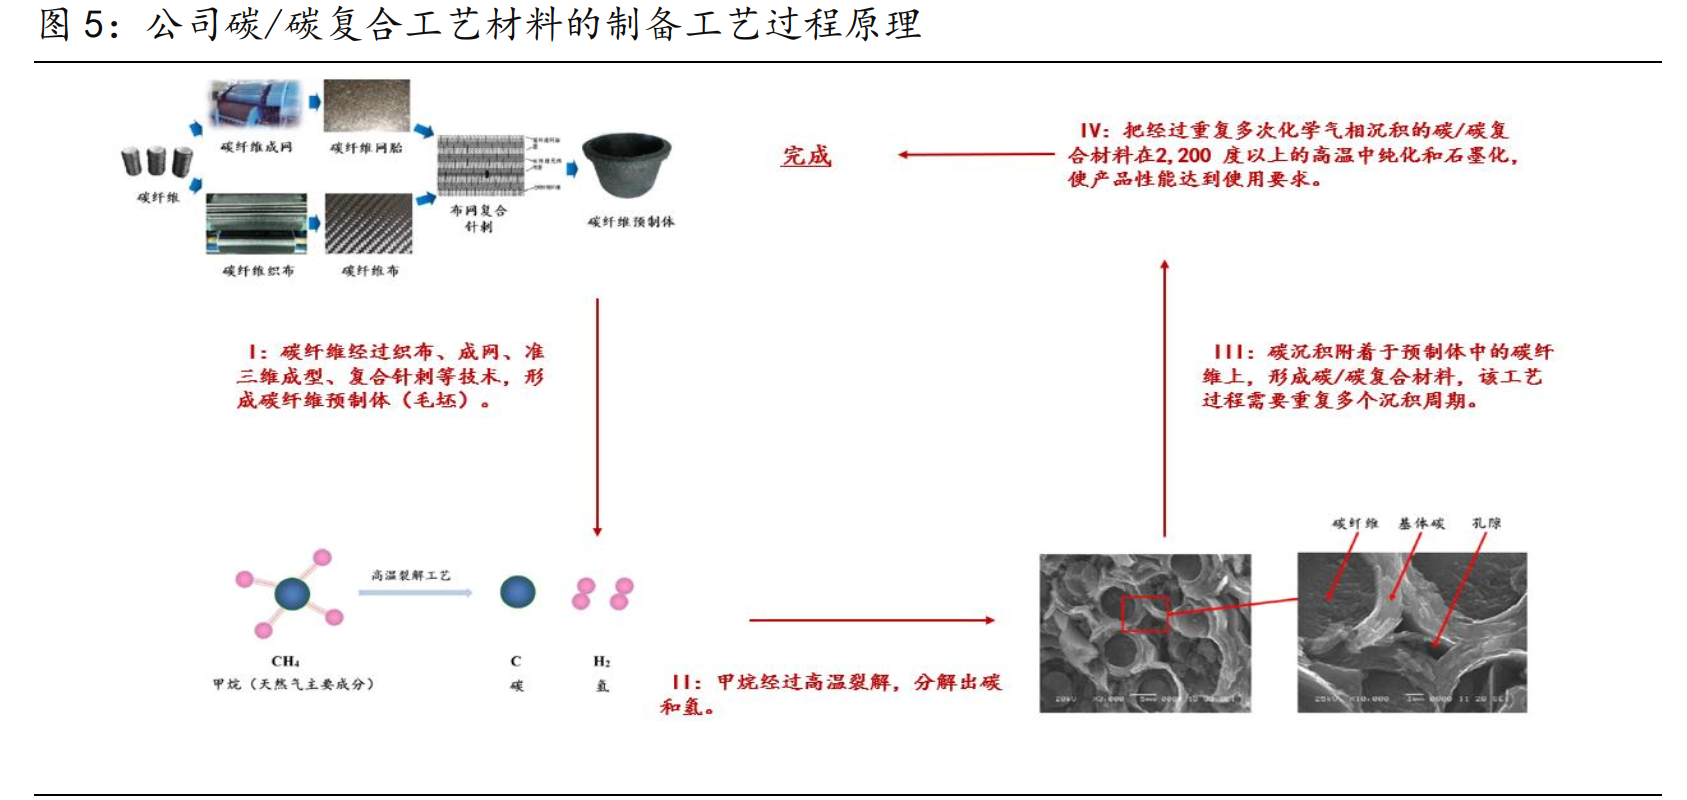 图 5：公司碳/碳复合工艺材料的制备工艺过程原理
碳纤维
碳纤维成网
碳纤维网胎
碳纤维织布
碳纤维布
布网复合
针刺
碳纤维预制体
完成
IV：把经过重复多次化学气相沉积的碳/碳复
合材料在2,200 度以上的高温中纯化和石墨化，
使产品性能达到使用要求。
I：碳纤维经过织布、成网、准
三维成型、复合针刺等技术，形
成碳纤维预制体（毛坯）。
III：碳沉积附着于预制体中的碳纤
维上，形成碳/碳复合材料，该工艺
过程需要重复多个沉积周期。
高温裂解工艺
CH₄
甲烷（天然气主要成分）
C
碳
H₂
氢
II：甲烷经过高温裂解，分解出碳
和氢。
碳纤维 基体碳 孔隙
20kV
25kV X10,000 1μm 0000 11 28 SEI